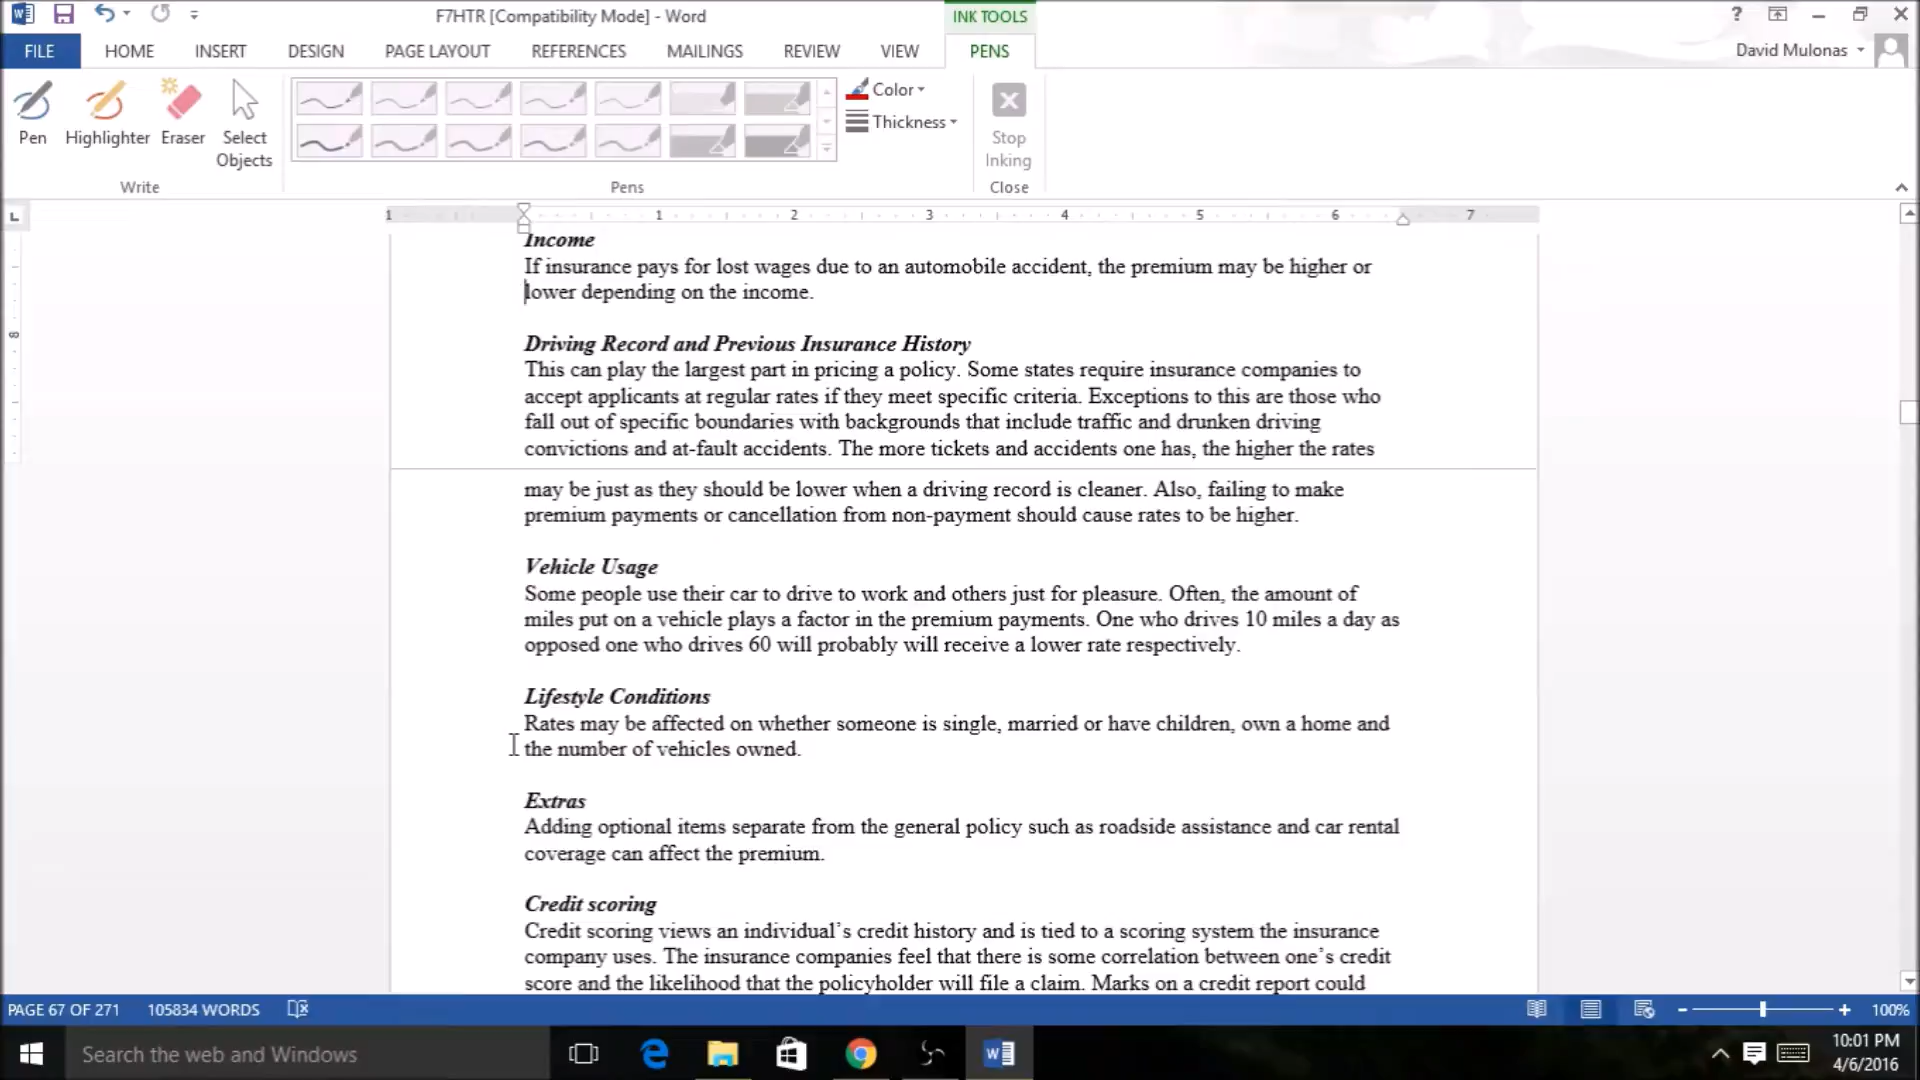 F7HTR [Compatibility Mode] - Word
INK TOOLS
?
FILE
HOME
INSERT
DESIGN
PAGE LAYOUT
REFERENCES
MAILINGS
REVIEW
VIEW
PENS
David Mulonas
Pen
Highlighter
Eraser
Select
Objects
Color
Thickness
Stop
Inking
Write
Pens
Close
L
1 1 2 3 4 5 6 7
8
Income
If insurance pays for lost wages due to an automobile accident, the premium may be higher or
lower depending on the income.
Driving Record and Previous Insurance History
This can play the largest part in pricing a policy. Some states require insurance companies to
accept applicants at regular rates if they meet specific criteria. Exceptions to this are those who
fall out of specific boundaries with backgrounds that include traffic and drunken driving
convictions and at-fault accidents. The more tickets and accidents one has, the higher the rates
may be just as they should be lower when a driving record is cleaner. Also, failing to make
premium payments or cancellation from non-payment should cause rates to be higher.
Vehicle Usage
Some people use their car to drive to work and others just for pleasure. Often, the amount of
miles put on a vehicle plays a factor in the premium payments. One who drives 10 miles a day as
opposed one who drives 60 will probably will receive a lower rate respectively.
Lifestyle Conditions
Rates may be affected on whether someone is single, married or have children, own a home and
the number of vehicles owned.
Extras
Adding optional items separate from the general policy such as roadside assistance and car rental
coverage can affect the premium.
Credit scoring
Credit scoring views an individual’s credit history and is tied to a scoring system the insurance
company uses. The insurance companies feel that there is some correlation between one’s credit
score and the likelihood that the policyholder will file a claim. Marks on a credit report could
PAGE 67 OF 271
105834 WORDS
100%
Search the web and Windows
10:01 PM
4/6/2016